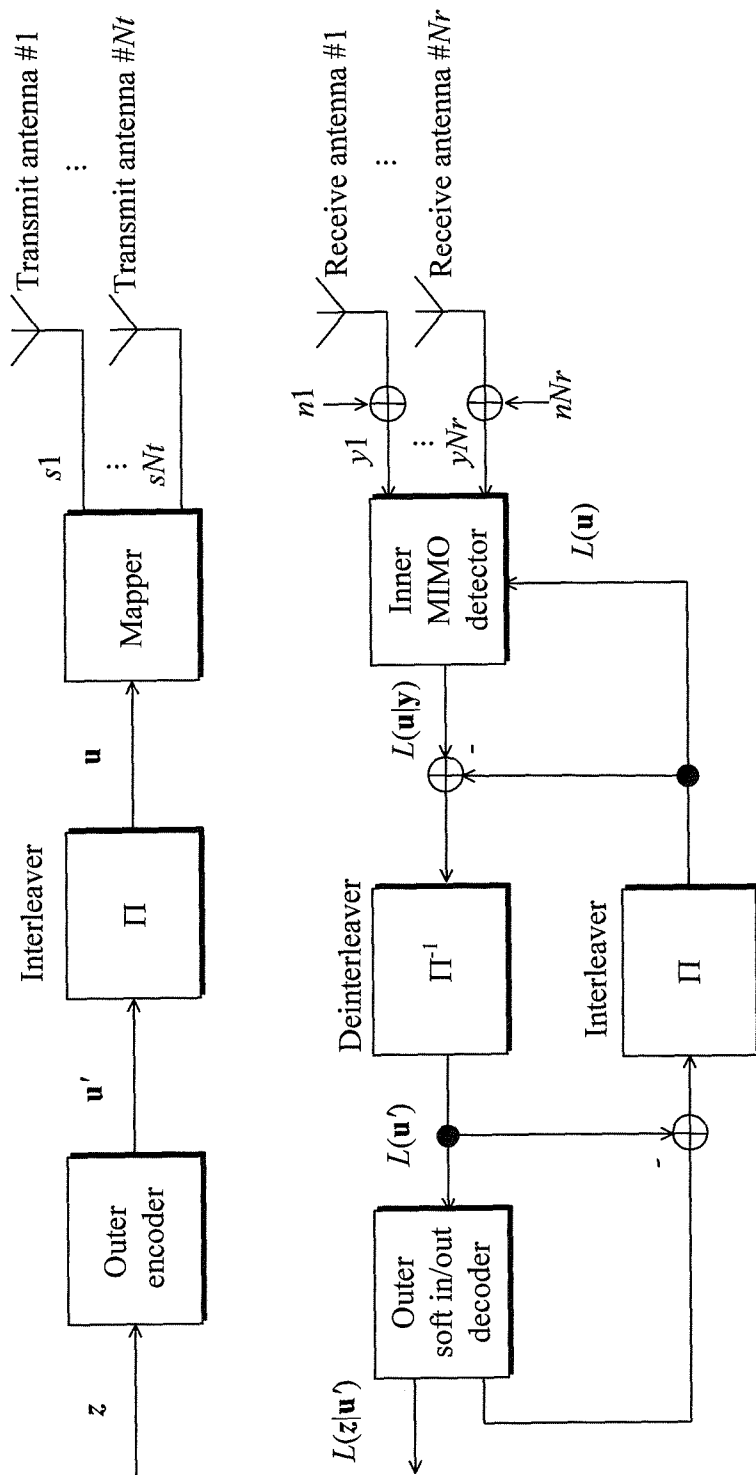 z
Outer
encoder
u'
Interleaver
Π
u
Mapper
s1
⋮
sNt
Transmit antenna #1
⋮
Transmit antenna #Nt
L(z|u')
Outer
soft in/out
decoder
L(u')
Deinterleaver
Π-1
L(u|y)
-
Inner
MIMO
detector
n1
y1
⋮
yNr
nNr
Receive antenna #1
⋮
Receive antenna #Nr
-
Interleaver
Π
L(u)